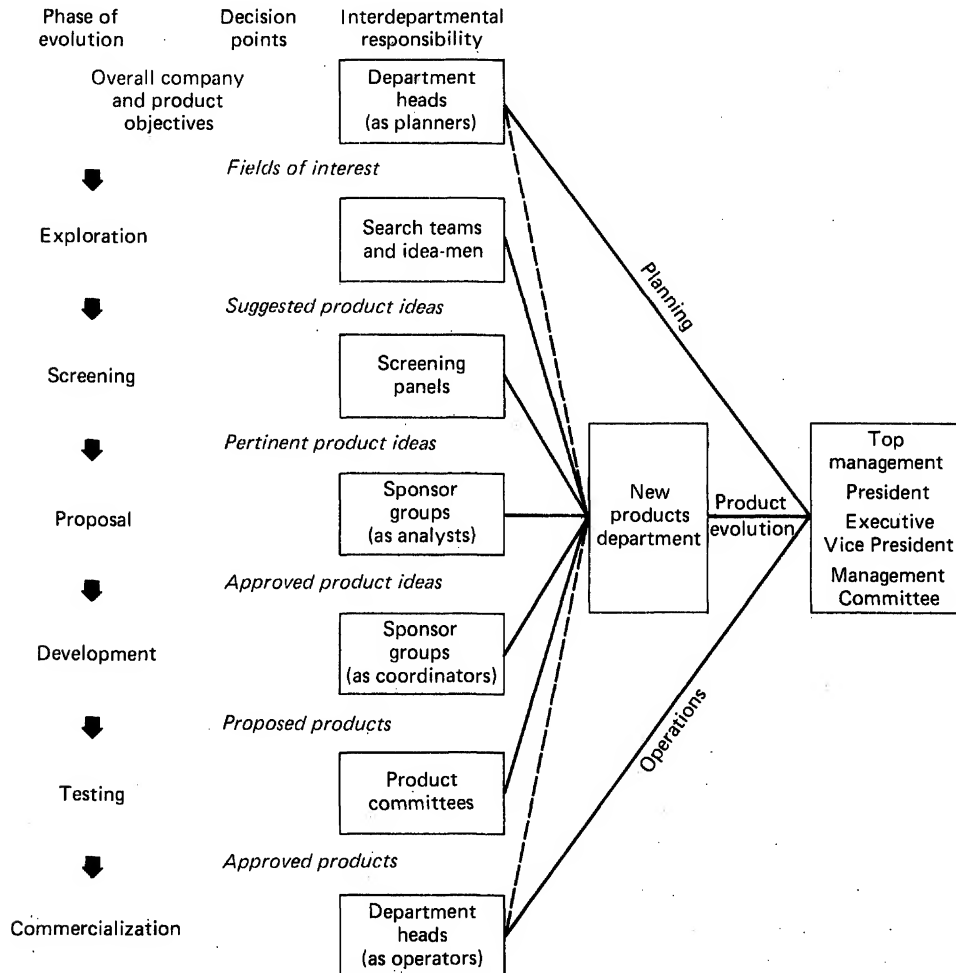 Phase of
evolution
Decision
points
Interdepartmental
responsibility
Overall company
and product
objectives
Department
heads
(as planners)
Fields of interest
Exploration
Search teams
and idea-men
Suggested product ideas
Planning
Screening
Screening
panels
Pertinent product ideas
Proposal
Sponsor
groups
(as analysts)
New
products
department
Product
evolution
Top
management
President
Executive
Vice President
Management
Committee
Approved product ideas
Development
Sponsor
groups
(as coordinators)
Proposed products
Operations
Testing
Product
committees
Approved products
Commercialization
Department
heads
(as operators)